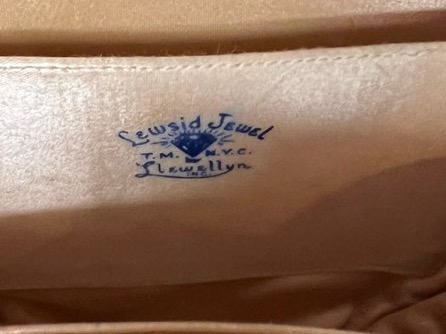 Lewsid Jewel
T.M. N.Y.C.
Llewellyn
INC.